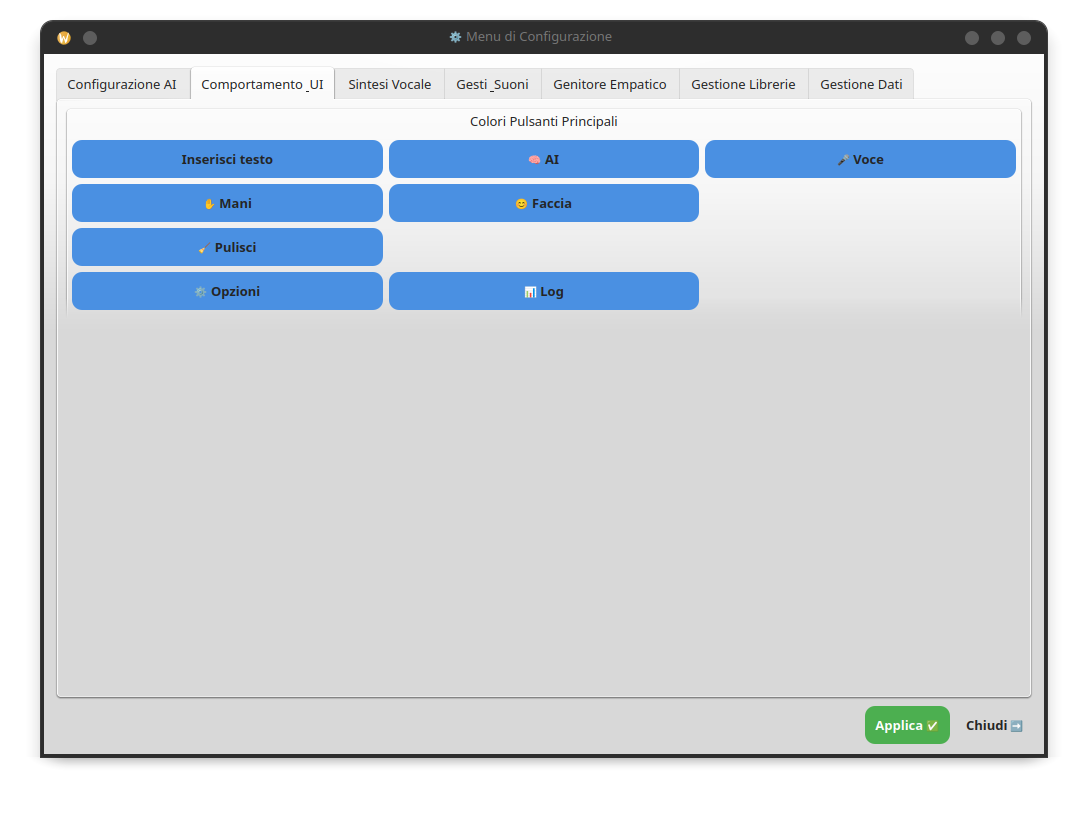 ⚙️ Menu di Configurazione
Configurazione AI Comportamento _UI Sintesi Vocale Gesti _Suoni Genitore Empatico Gestione Librerie Gestione Dati
Colori Pulsanti Principali
Inserisci testo 🧠 AI 🎤 Voce
✋ Mani 😊 Faccia
🧹 Pulisci
⚙️ Opzioni 📊 Log
Applica ✅ Chiudi ➡️